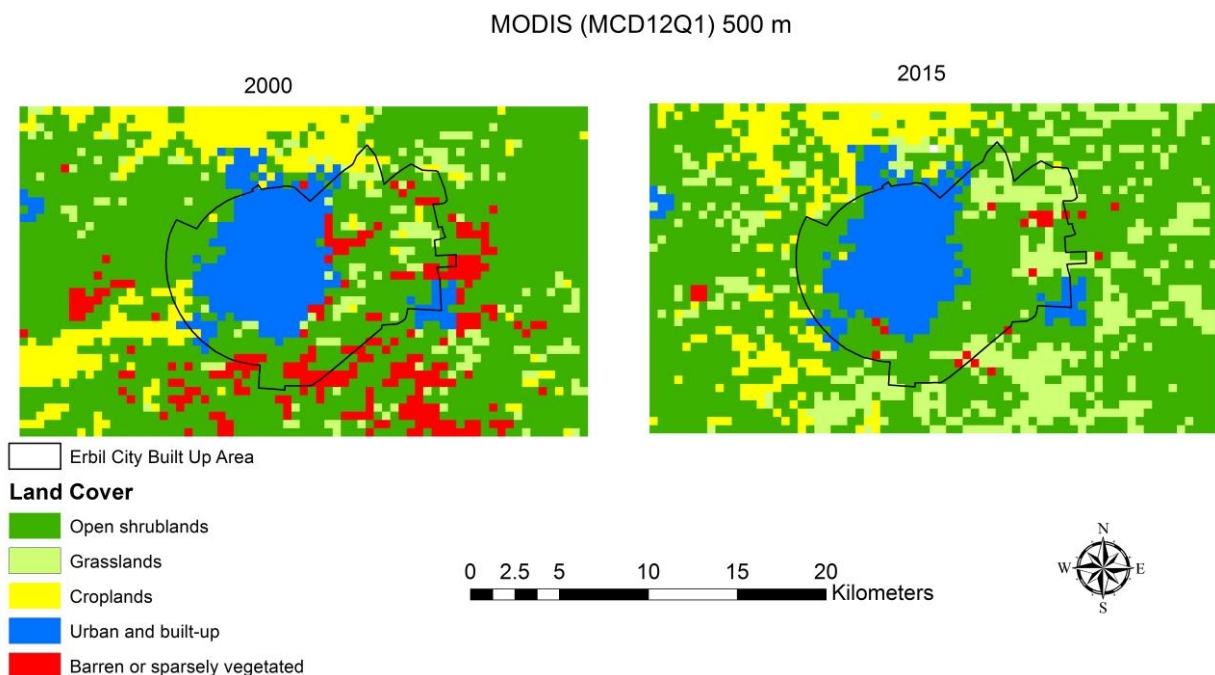 MODIS (MCD12Q1) 500 m
2000
2015
Erbil City Built Up Area
Land Cover
Open shrublands
Grasslands
Croplands
Urban and built-up
Barren or sparsely vegetated
0 2.5 5 10 15 20
Kilometers
N
W E
S